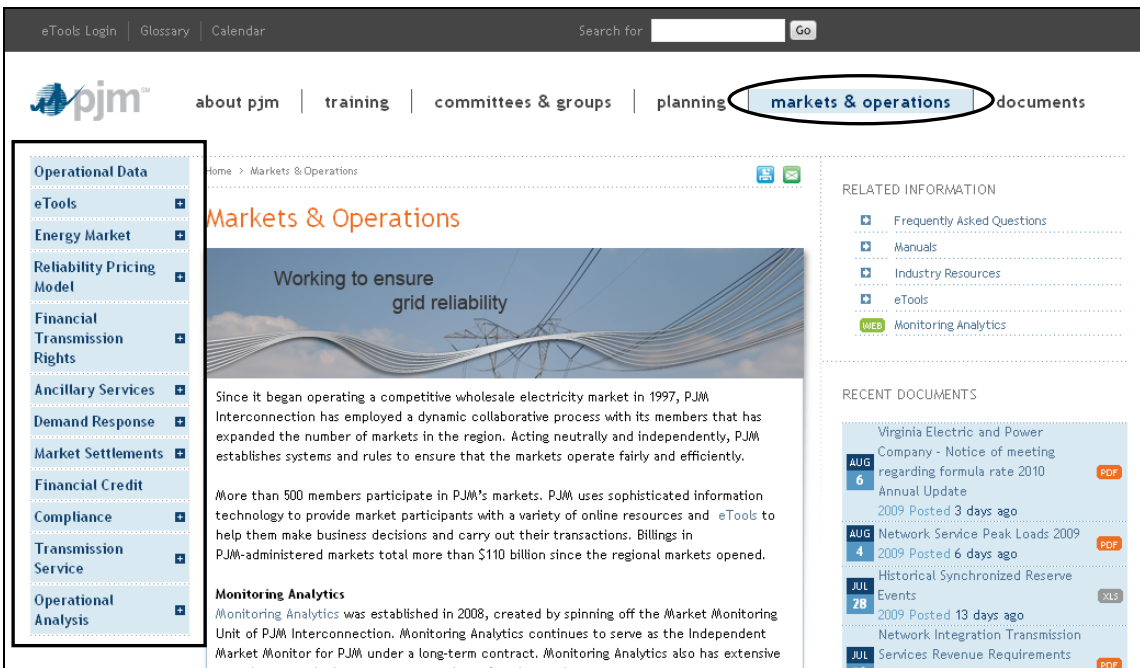 eTools Login Glossary Calendar Search for Go
pjm SM
about pjm training committees & groups planning markets & operations documents
Operational Data
eTools
Energy Market
Reliability Pricing
Model
Financial
Transmission
Rights
Ancillary Services
Demand Response
Market Settlements
Financial Credit
Compliance
Transmission
Service
Operational
Analysis
Home > Markets & Operations
Markets & Operations
Working to ensure
grid reliability
Since it began operating a competitive wholesale electricity market in 1997, PJM
Interconnection has employed a dynamic collaborative process with its members that has
expanded the number of markets in the region. Acting neutrally and independently, PJM
establishes systems and rules to ensure that the markets operate fairly and efficiently.
More than 500 members participate in PJM's markets. PJM uses sophisticated information
technology to provide market participants with a variety of online resources and eTools to
help them make business decisions and carry out their transactions. Billings in
PJM-administered markets total more than $110 billion since the regional markets opened.
Monitoring Analytics
Monitoring Analytics was established in 2008, created by spinning off the Market Monitoring
Unit of PJM Interconnection. Monitoring Analytics continues to serve as the Independent
Market Monitor for PJM under a long-term contract. Monitoring Analytics also has extensive
RELATED INFORMATION
Frequently Asked Questions
Manuals
Industry Resources
eTools
WEB Monitoring Analytics
RECENT DOCUMENTS
AUG
6
Virginia Electric and Power
Company - Notice of meeting
regarding formula rate 2010
Annual Update
2009 Posted 3 days ago
PDF
AUG
4
Network Service Peak Loads 2009
2009 Posted 6 days ago
PDF
JUL
28
Historical Synchronized Reserve
Events
2009 Posted 13 days ago
XLS
JUL
Network Integration Transmission
Services Revenue Requirements
PDF